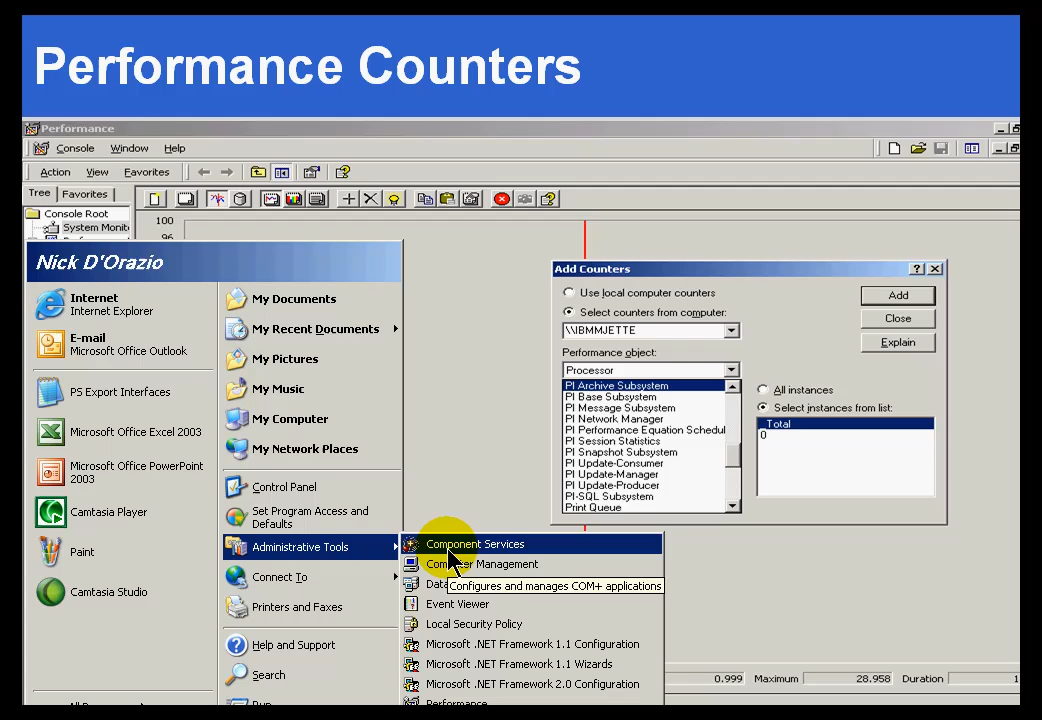 Performance Counters
Performance
Console Window Help
Action View Favorites
Tree Favorites
Console Root
System Monit
100
96
Nick D'Orazio
Internet
Internet Explorer
E-mail
Microsoft Office Outlook
PS Export Interfaces
Microsoft Office Excel 2003
Microsoft Office PowerPoint
2003
Camtasia Player
Paint
Camtasia Studio
My Documents
My Recent Documents
My Pictures
My Music
My Computer
My Network Places
Control Panel
Set Program Access and
Defaults
Administrative Tools
Connect To
Printers and Faxes
Help and Support
Search
Component Services
Computer Management
Data
Configures and manages COM+ applications
Event Viewer
Local Security Policy
Microsoft .NET Framework 1.1 Configuration
Microsoft .NET Framework 1.1 Wizards
Microsoft .NET Framework 2.0 Configuration
Performance
Add Counters
Use local computer counters
Select counters from computer:
\\IBMMJETTE
Performance object:
Processor
PI Archive Subsystem
PI Base Subsystem
PI Message Subsystem
PI Network Manager
PI Performance Equation Schedul
PI Session Statistics
PI Snapshot Subsystem
PI Update-Consumer
PI Update-Manager
PI Update-Producer
PI-SQL Subsystem
Print Queue
Add
Close
Explain
All instances
Select instances from list:
_Total
0
0.999 Maximum 28.958 Duration 1